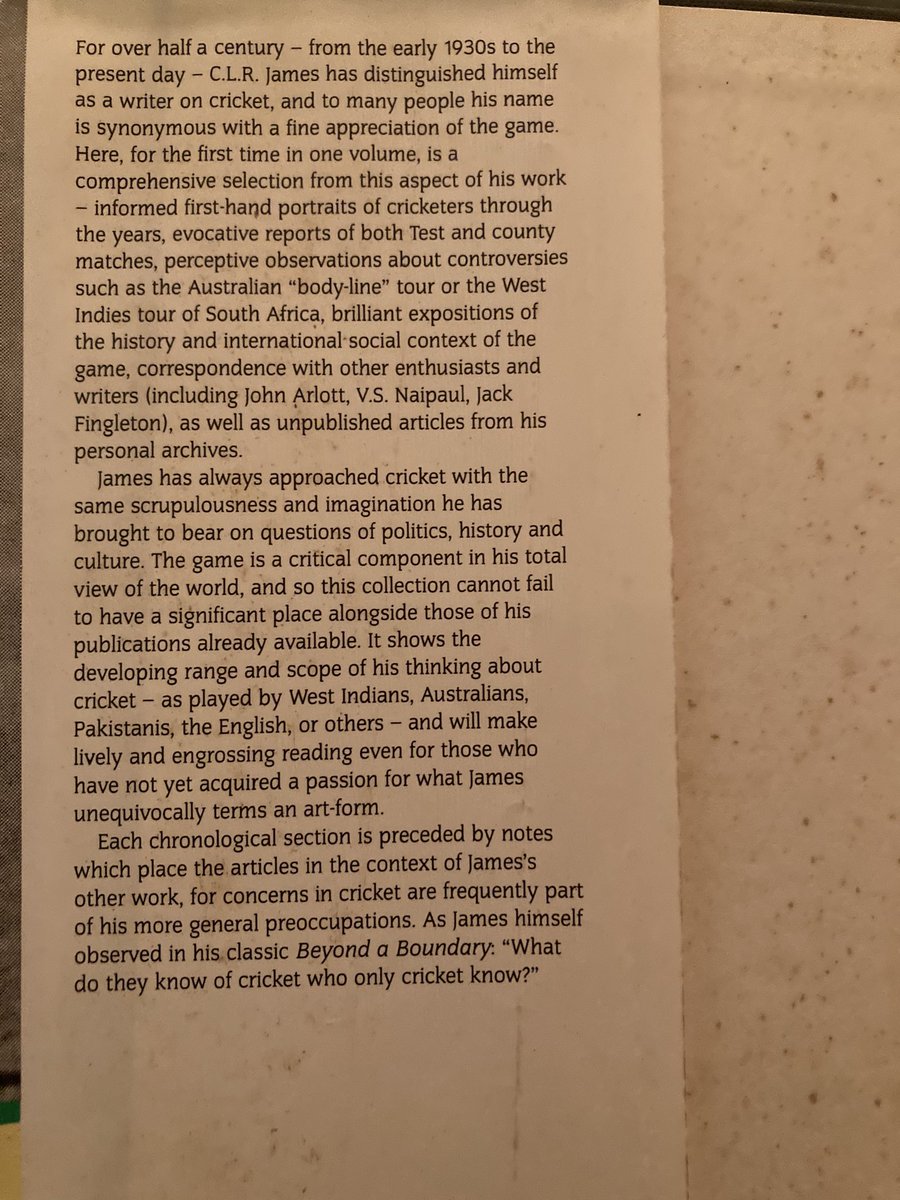 For over half a century – from the early 1930s to the
present day – C.L.R. James has distinguished himself
as a writer on cricket, and to many people his name
is synonymous with a fine appreciation of the game.
Here, for the first time in one volume, is a
comprehensive selection from this aspect of his work
– informed first-hand portraits of cricketers through
the years, evocative reports of both Test and county
matches, perceptive observations about controversies
such as the Australian “body-line” tour or the West
Indies tour of South Africa, brilliant expositions of
the history and international social context of the
game, correspondence with other enthusiasts and
writers (including John Arlott, V.S. Naipaul, Jack
Fingleton), as well as unpublished articles from his
personal archives.
James has always approached cricket with the
same scrupulousness and imagination he has
brought to bear on questions of politics, history and
culture. The game is a critical component in his total
view of the world, and so this collection cannot fail
to have a significant place alongside those of his
publications already available. It shows the
developing range and scope of his thinking about
cricket – as played by West Indians, Australians,
Pakistanis, the English, or others – and will make
lively and engrossing reading even for those who
have not yet acquired a passion for what James
unequivocally terms an art-form.
Each chronological section is preceded by notes
which place the articles in the context of James’s
other work, for concerns in cricket are frequently part
of his more general preoccupations. As James himself
observed in his classic Beyond a Boundary: “What
do they know of cricket who only cricket know?”